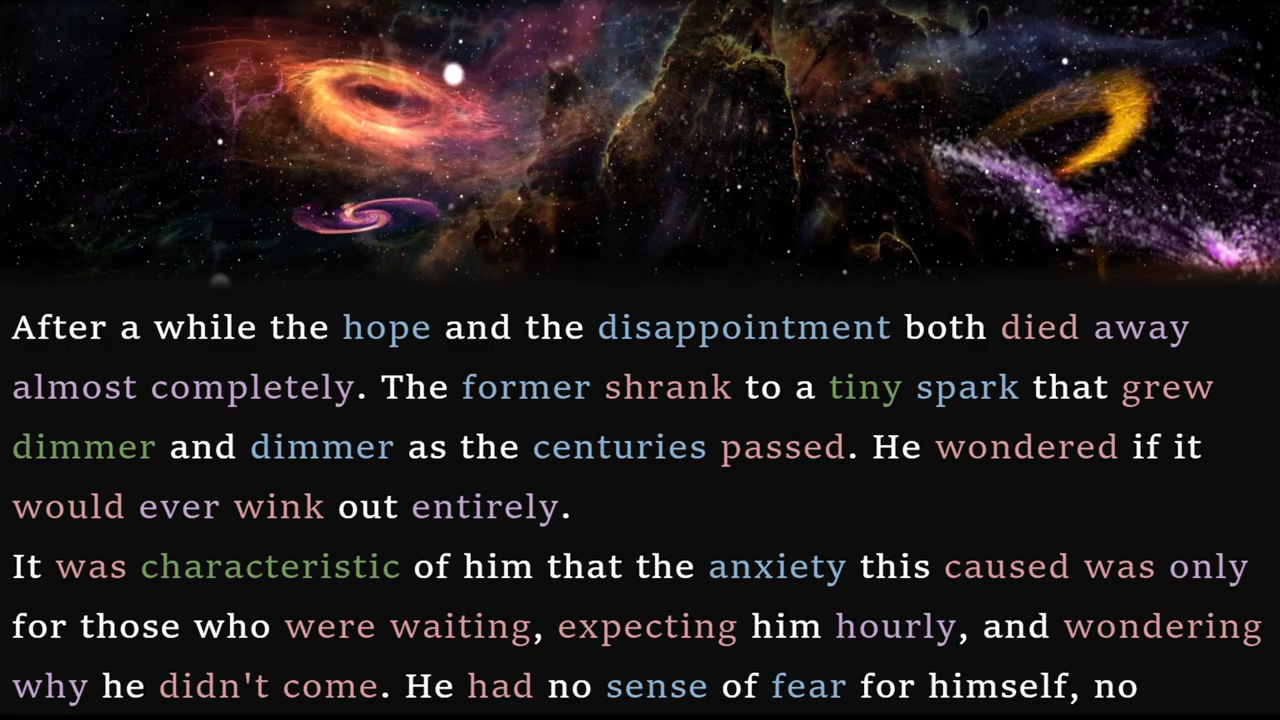 After a while the hope and the disappointment both died away
almost completely. The former shrank to a tiny spark that grew
dimmer and dimmer as the centuries passed. He wondered if it
would ever wink out entirely.
It was characteristic of him that the anxiety this caused was only
for those who were waiting, expecting him hourly, and wondering
why he didn't come. He had no sense of fear for himself, no